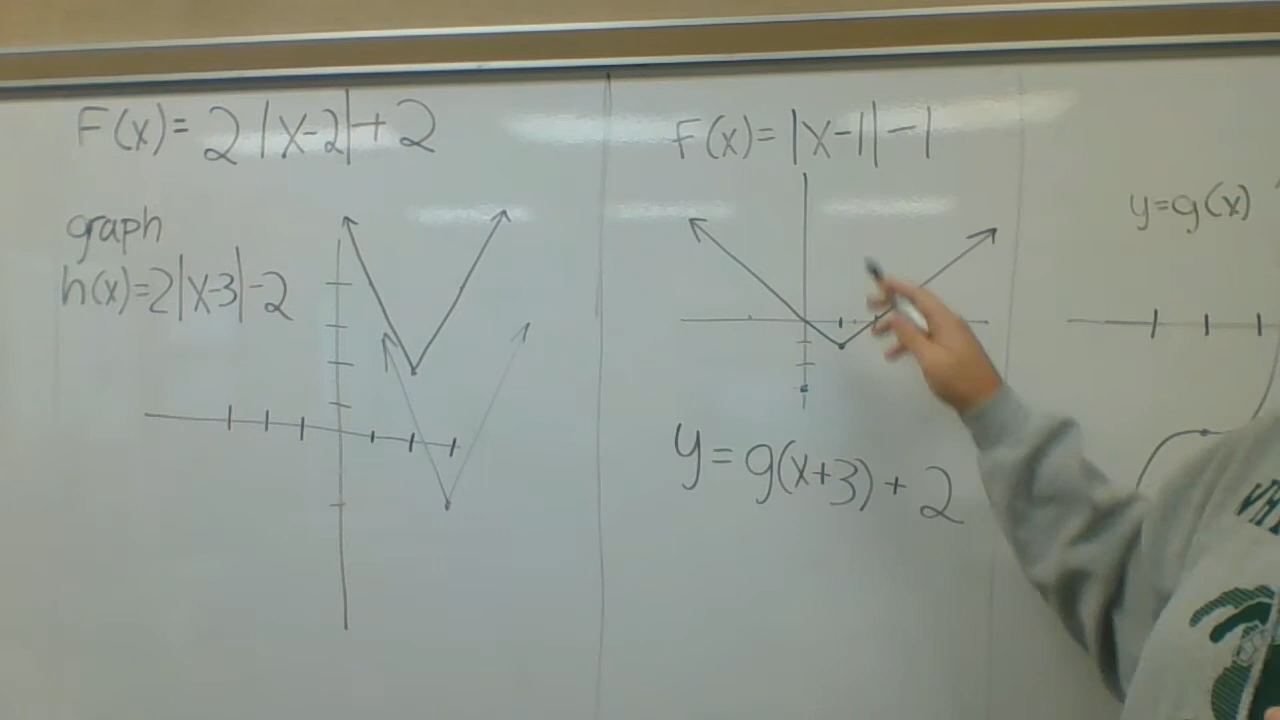 F(x)= 2|x-2|+2
graph
h(x)=2|x-3|-2
F(x)= |x-1|-1
y= g(x+3)+2
y=g(x)